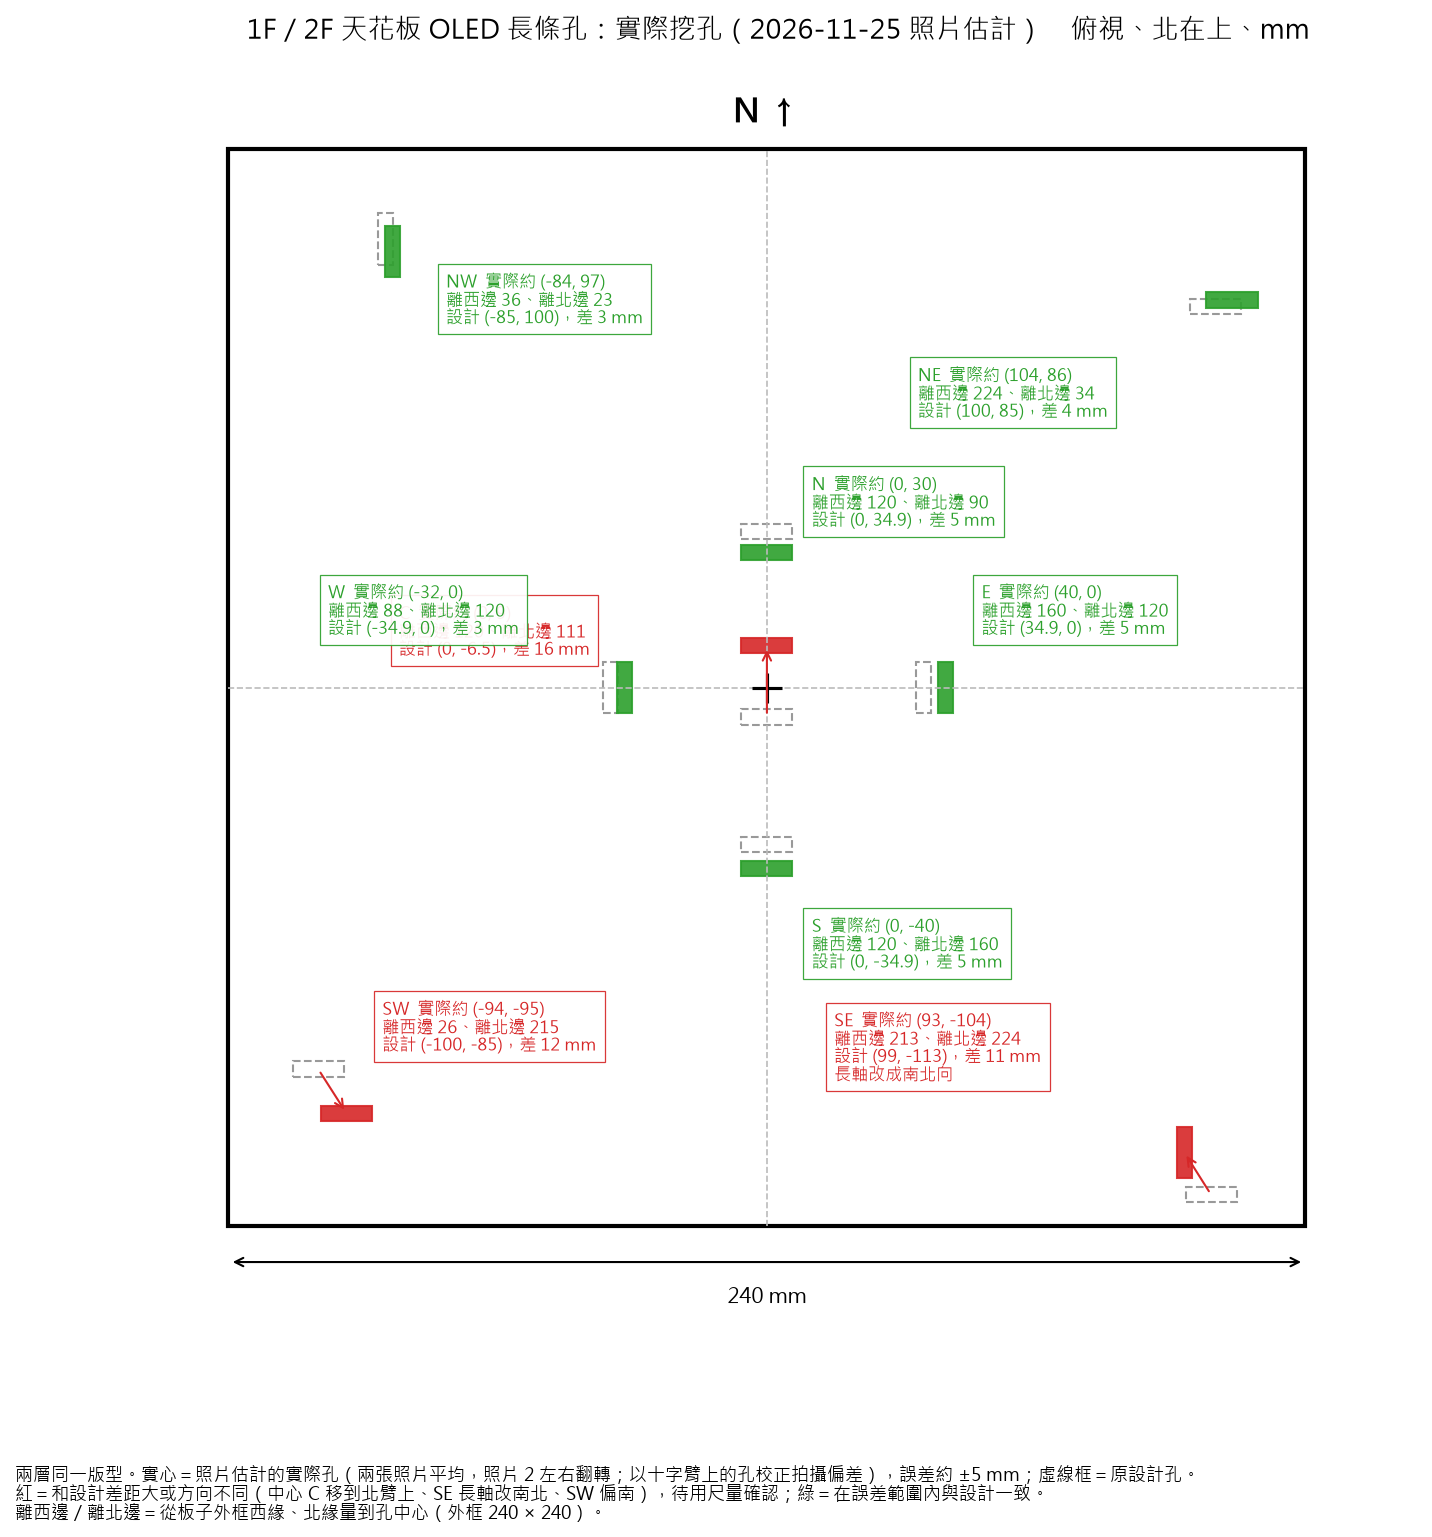 1F / 2F 天花板 OLED 長條孔：實際挖孔（2026-11-25 照片估計） 俯視、北在上、mm
N ↑
NW 實際約 (-84, 97)
離西邊 36、離北邊 23
設計 (-85, 100)，差 3 mm
NE 實際約 (104, 86)
離西邊 224、離北邊 34
設計 (100, 85)，差 4 mm
N 實際約 (0, 30)
離西邊 120、離北邊 90
設計 (0, 34.9)，差 5 mm
W 實際約 (-32, 0)
離西邊 88、離北邊 120
設計 (-34.9, 0)，差 3 mm
北邊 111
設計 (0, -6.5)，差 16 mm
E 實際約 (40, 0)
離西邊 160、離北邊 120
設計 (34.9, 0)，差 5 mm
S 實際約 (0, -40)
離西邊 120、離北邊 160
設計 (0, -34.9)，差 5 mm
SW 實際約 (-94, -95)
離西邊 26、離北邊 215
設計 (-100, -85)，差 12 mm
SE 實際約 (93, -104)
離西邊 213、離北邊 224
設計 (99, -113)，差 11 mm
長軸改成南北向
240 mm
兩層同一版型。實心＝照片估計的實際孔（兩張照片平均，照片 2 左右翻轉；以十字臂上的孔校正拍攝偏差），誤差約 ±5 mm；虛線框＝原設計孔。
紅＝和設計差距大或方向不同（中心 C 移到北臂上、SE 長軸改南北、SW 偏南），待用尺量確認；綠＝在誤差範圍內與設計一致。
離西邊 / 離北邊＝從板子外框西緣、北緣量到孔中心（外框 240 × 240）。